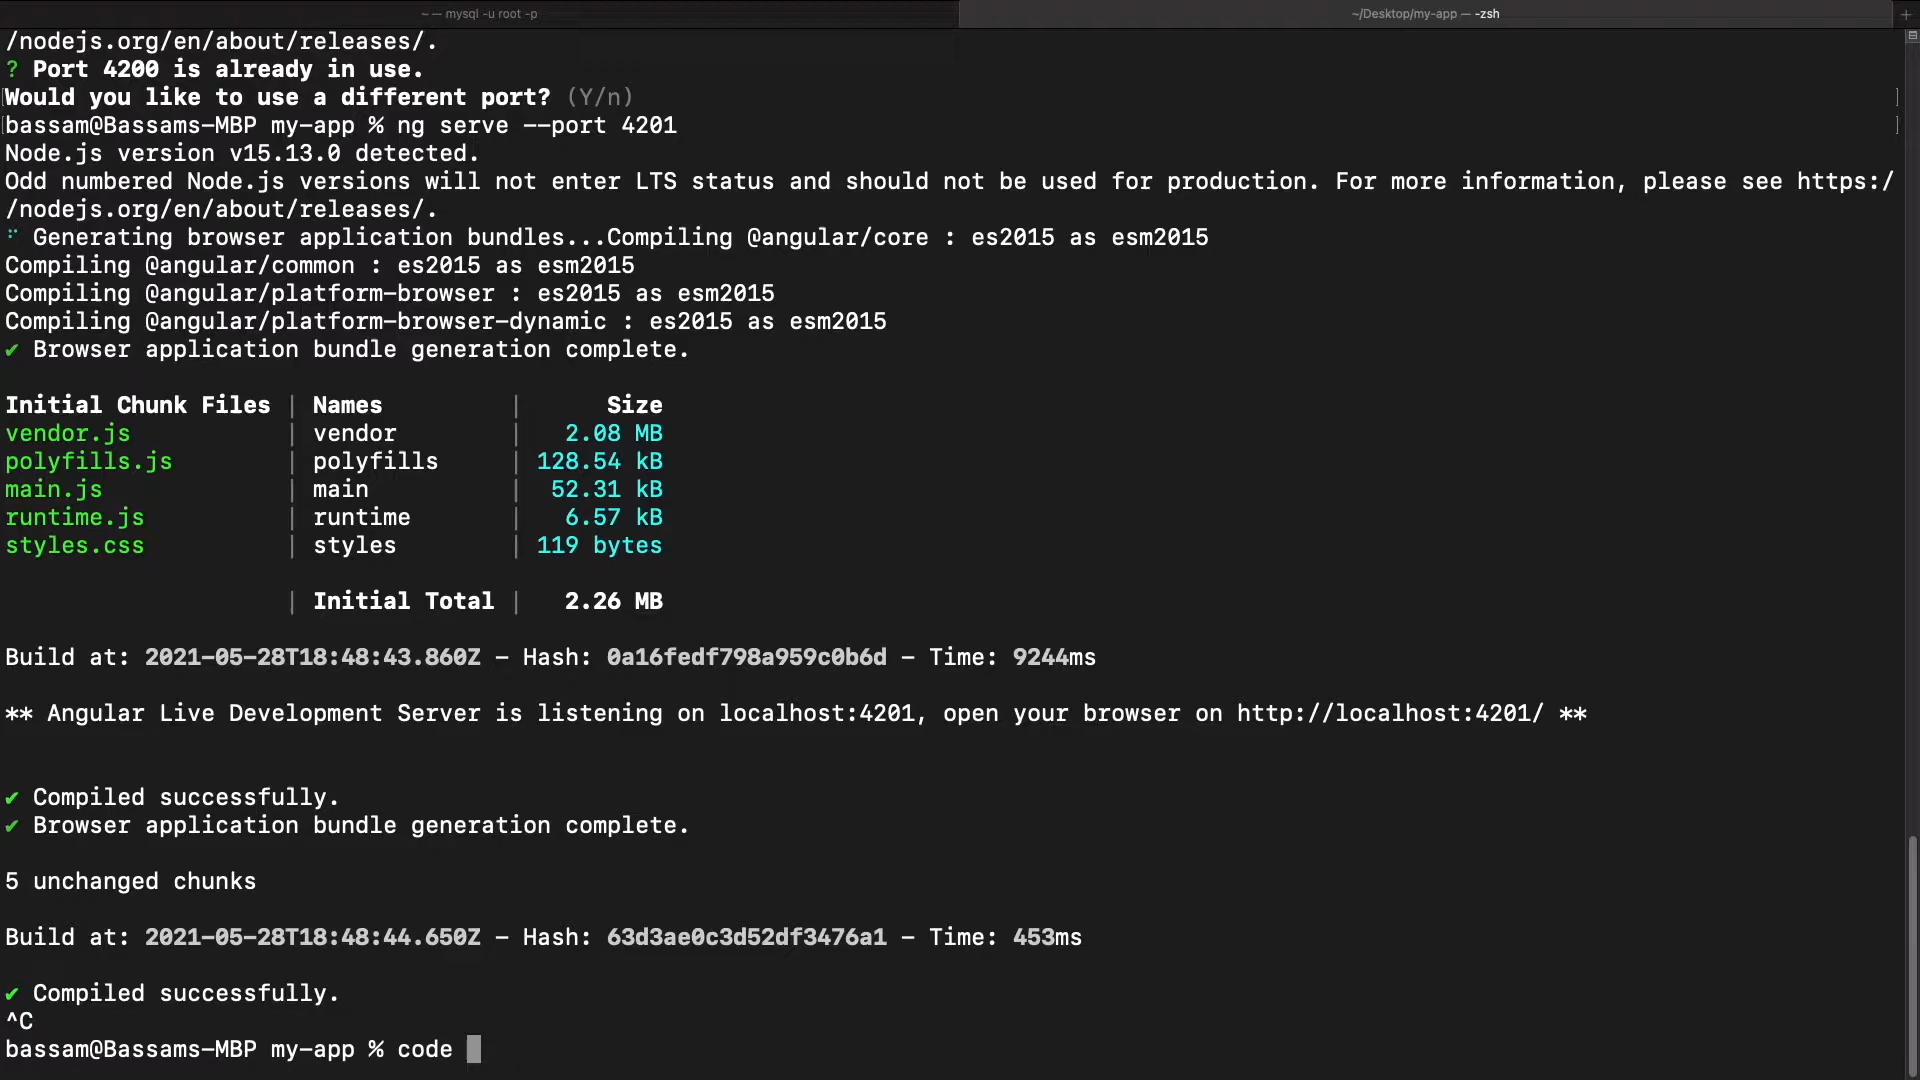 ~ — mysql -u root -p
~/Desktop/my-app — -zsh
/nodejs.org/en/about/releases/.
? Port 4200 is already in use.
Would you like to use a different port? (Y/n)
bassam@Bassams-MBP my-app % ng serve --port 4201
Node.js version v15.13.0 detected.
Odd numbered Node.js versions will not enter LTS status and should not be used for production. For more information, please see https:/
/nodejs.org/en/about/releases/.
⠋ Generating browser application bundles...Compiling @angular/core : es2015 as esm2015
Compiling @angular/common : es2015 as esm2015
Compiling @angular/platform-browser : es2015 as esm2015
Compiling @angular/platform-browser-dynamic : es2015 as esm2015
✔ Browser application bundle generation complete.
Initial Chunk Files | Names | Size
vendor.js | vendor | 2.08 MB
polyfills.js | polyfills | 128.54 kB
main.js | main | 52.31 kB
runtime.js | runtime | 6.57 kB
styles.css | styles | 119 bytes
| Initial Total | 2.26 MB
Build at: 2021-05-28T18:48:43.860Z - Hash: 0a16fedf798a959c0b6d - Time: 9244ms
** Angular Live Development Server is listening on localhost:4201, open your browser on http://localhost:4201/ **
✔ Compiled successfully.
✔ Browser application bundle generation complete.
5 unchanged chunks
Build at: 2021-05-28T18:48:44.650Z - Hash: 63d3ae0c3d52df3476a1 - Time: 453ms
✔ Compiled successfully.
^C
bassam@Bassams-MBP my-app % code